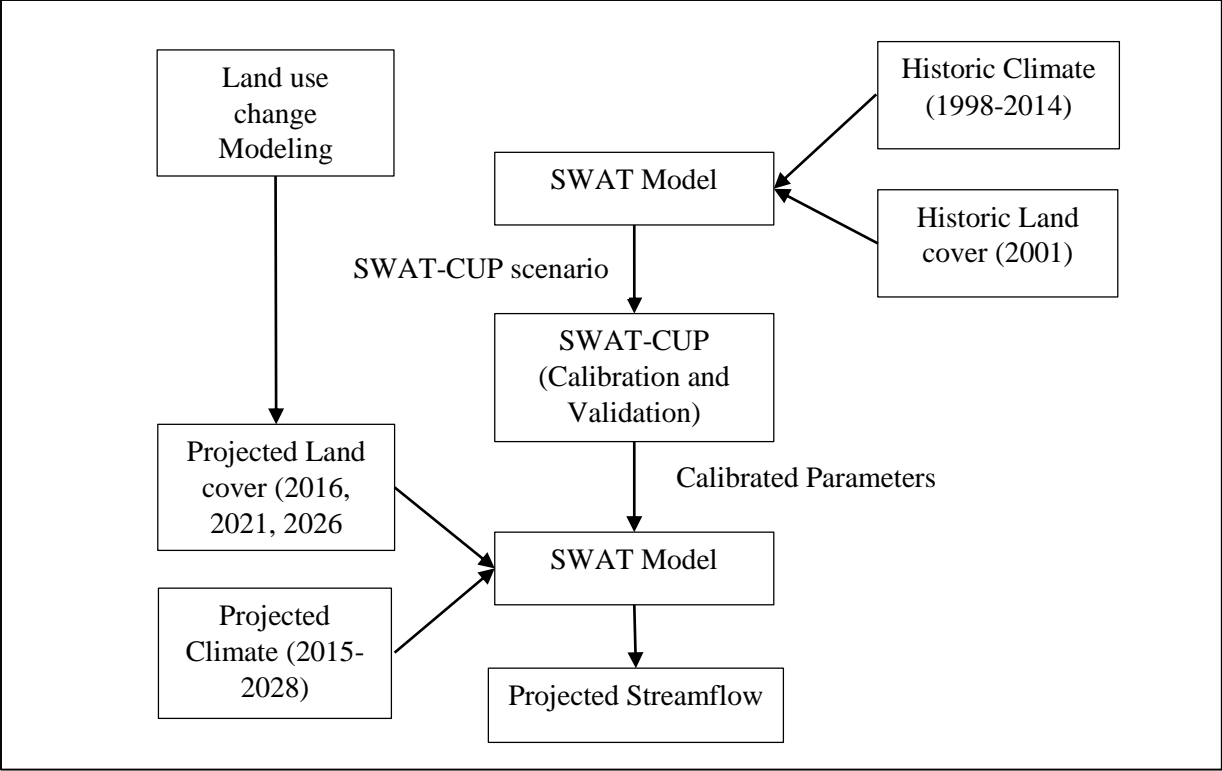 Land use
change
Modeling
Historic Climate
(1998-2014)
SWAT Model
Historic Land
cover (2001)
SWAT-CUP scenario
SWAT-CUP
(Calibration and
Validation)
Projected Land
cover (2016,
2021, 2026
Calibrated Parameters
SWAT Model
Projected
Climate (2015-
2028)
Projected Streamflow